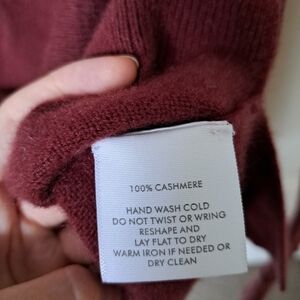 100% CASHMERE
HAND WASH COLD
DO NOT TWIST OR WRING
RESHAPE AND
LAY FLAT TO DRY
WARM IRON IF NEEDED OR
DRY CLEAN